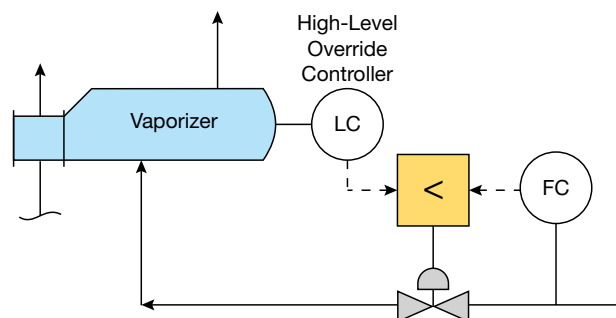 High-Level
Override
Controller
Vaporizer
LC
<
FC